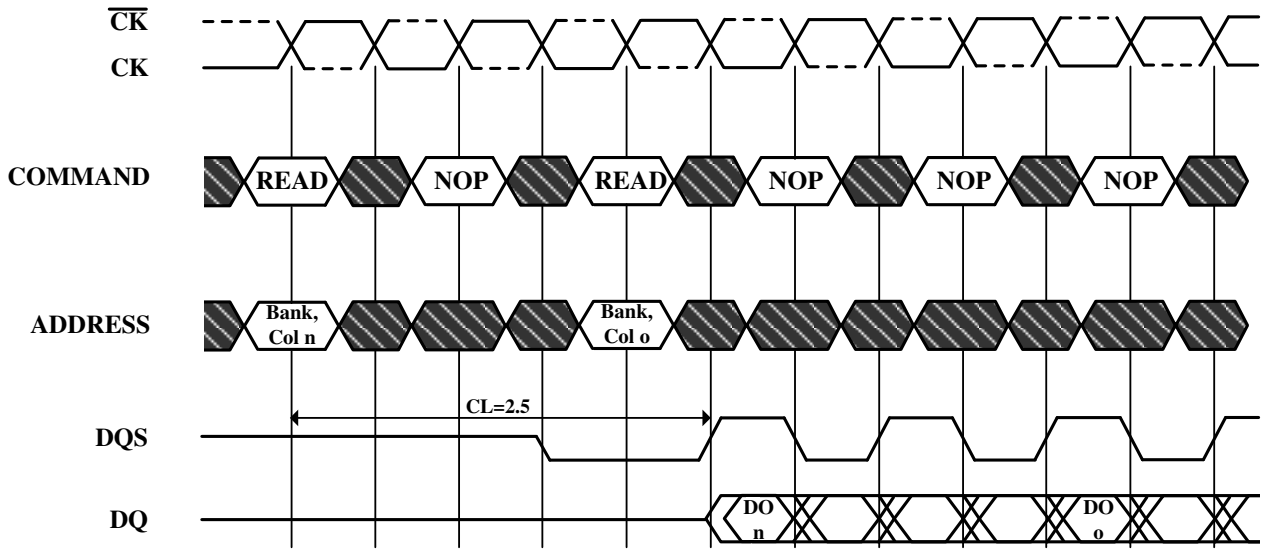 CK
CK
COMMAND
READ NOP READ NOP NOP NOP
ADDRESS
Bank,
Col n
Bank,
Col o
CL=2.5
DQS
DQ
DO
n
DO
o